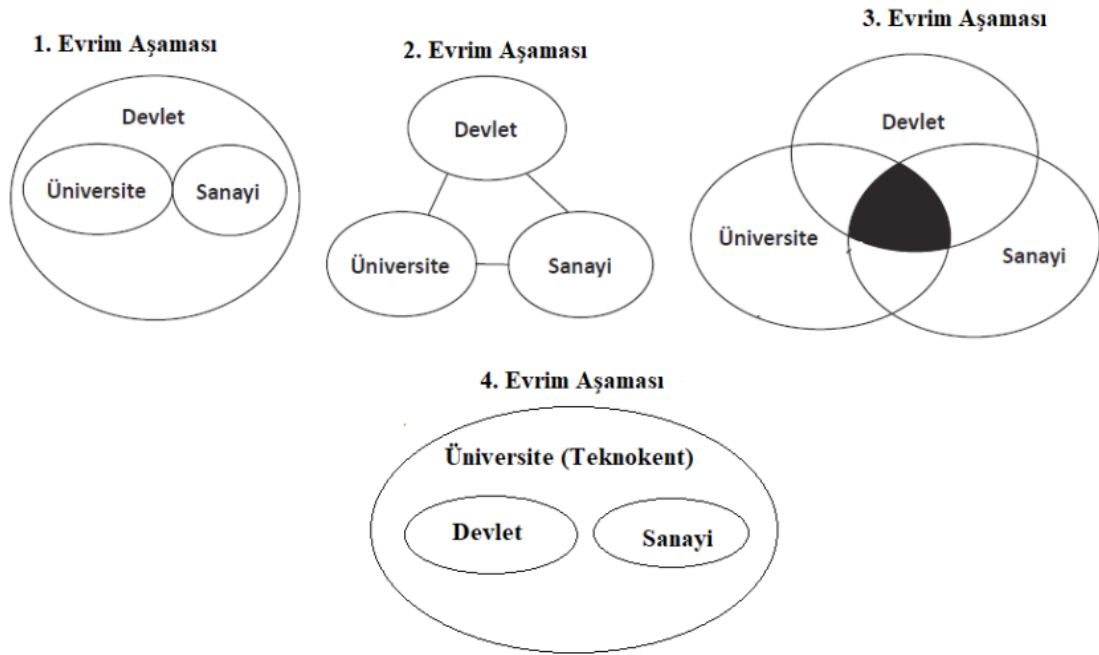 1. Evrim Aşaması
Devlet
Üniversite
Sanayi
2. Evrim Aşaması
Devlet
Üniversite
Sanayi
3. Evrim Aşaması
Devlet
Üniversite
Sanayi
4. Evrim Aşaması
Üniversite (Teknokent)
Devlet
Sanayi